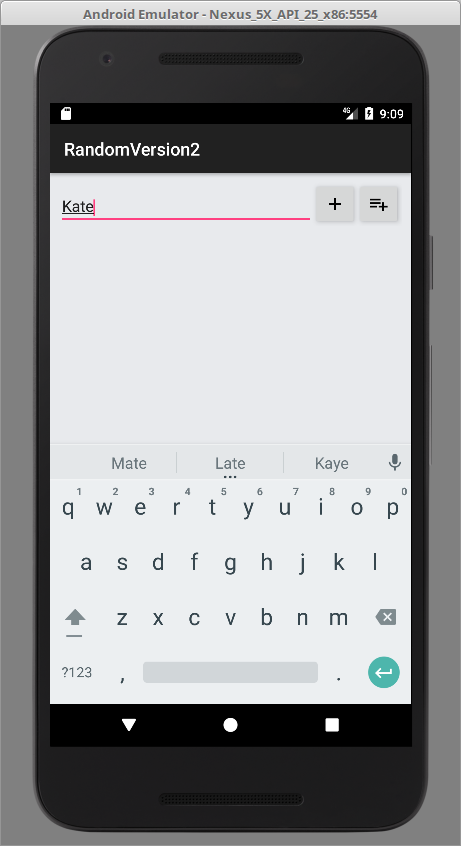 Android Emulator - Nexus_5X_API_25_x86:5554
4G 9:09
RandomVersion2
Kate
Mate Late Kaye
1 2 3 4 5 6 7 8 9 0
q w e r t y u i o p
a s d f g h j k l
z x c v b n m
?123 , .